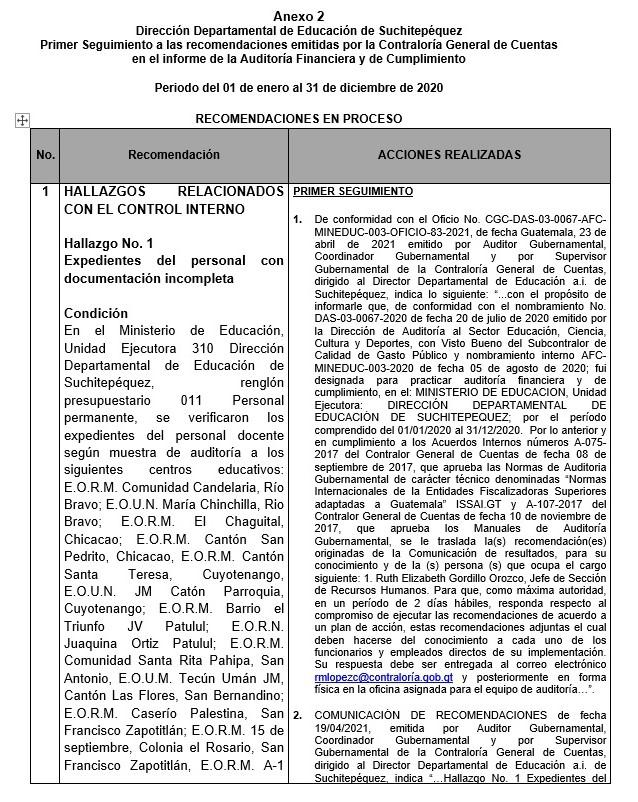 Anexo 2
Dirección Departamental de Educación de Suchitepéquez
Primer Seguimiento a las recomendaciones emitidas por la Contraloría General de Cuentas
en el informe de la Auditoría Financiera y de Cumplimiento
Periodo del 01 de enero al 31 de diciembre de 2020
RECOMENDACIONES EN PROCESO
No.
Recomendación
ACCIONES REALIZADAS
1
HALLAZGOS RELACIONADOS
CON EL CONTROL INTERNO
Hallazgo No. 1
Expedientes del personal con
documentación incompleta
Condición
En el Ministerio de Educación,
Unidad Ejecutora 310 Dirección
Departamental de Educación de
Suchitepéquez, renglón
presupuestario 011 Personal
permanente, se verificaron los
expedientes del personal docente
según muestra de auditoría a los
siguientes centros educativos:
E.O.R.M. Comunidad Candelaria, Río
Bravo; E.O.U.N. María Chinchilla, Rio
Bravo; E.O.R.M. El Chaguital,
Chicacao; E.O.R.M. Cantón San
Pedrito, Chicacao, E.O.R.M. Cantón
Santa Teresa, Cuyotenango,
E.O.U.N. JM Catón Parroquia,
Cuyotenango; E.O.R.M. Barrio el
Triunfo JV Patulul; E.O.R.N.
Juaquina Ortiz Patulul; E.O.R.M.
Comunidad Santa Rita Pahipa, San
Antonio, E.O.U.M. Tecún Umán JM,
Cantón Las Flores, San Bernandino;
E.O.R.M. Caserío Palestina, San
Francisco Zapotitlán; E.O.R.M. 15 de
septiembre, Colonia el Rosario, San
Francisco Zapotitlán, E.O.R.M. A-1
PRIMER SEGUIMIENTO
1. De conformidad con el Oficio No. CGC-DAS-03-0067-AFC-
MINEDUC-003-OFICIO-83-2021, de fecha Guatemala, 23 de
abril de 2021 emitido por Auditor Gubernamental,
Coordinador Gubernamental y por Supervisor
Gubernamental de la Contraloría General de Cuentas,
dirigido al Director Departamental de Educación a.i. de
Suchitepéquez, indica lo siguiente: “...con el propósito de
informarle que, de conformidad con el nombramiento No.
DAS-03-0067-2020 de fecha 20 de julio de 2020 emitido por
la Dirección de Auditoría al Sector Educación, Ciencia,
Cultura y Deportes, con Visto Bueno del Subcontralor de
Calidad de Gasto Público y nombramiento interno AFC-
MINEDUC-003-2020 de fecha 05 de agosto de 2020; fui
designada para practicar auditoría financiera y de
cumplimiento, en el: MINISTERIO DE EDUCACION, Unidad
Ejecutora: DIRECCIÓN DEPARTAMENTAL DE
EDUCACIÓN DE SUCHITEPEQUEZ; por el período
comprendido del 01/01/2020 al 31/12/2020. Por lo anterior y
en cumplimiento a los Acuerdos Internos números A-075-
2017 del Contralor General de Cuentas de fecha 08 de
septiembre de 2017, que aprueba las Normas de Auditoria
Gubernamental de carácter técnico denominadas “Normas
Internacionales de la Entidades Fiscalizadoras Superiores
adaptadas a Guatemala” ISSAI.GT y A-107-2017 del
Contralor General de Cuentas de fecha 10 de noviembre de
2017, que aprueba los Manuales de Auditoría
Gubernamental, se le traslada la(s) recomendación(es)
originadas de la Comunicación de resultados, para su
conocimiento y de la (s) persona (s) que ocupa el cargo
siguiente: 1. Ruth Elizabeth Gordillo Orozco, Jefe de Sección
de Recursos Humanos. Para que, como máxima autoridad,
en un período de 2 días hábiles, responda respecto al
compromiso de ejecutar las recomendaciones de acuerdo a
un plan de acción, estas recomendaciones adjuntas el cual
deben hacerse del conocimiento a cada uno de los
funcionarios y empleados directos de su implementación.
Su respuesta debe ser entregada al correo electrónico
rmlopezc@contraloría.gob.gt y posteriormente en forma
física en la oficina asignada para el equipo de auditoría...”.
2. COMUNICACIÓN DE RECOMENDACIONES de fecha
19/04/2021, emitida por Auditor Gubernamental,
Coordinador Gubernamental y por Supervisor
Gubernamental de la Contraloría General de Cuentas,
dirigido al Director Departamental de Educación a.i. de
Suchitepéquez, indica “...Hallazgo No. 1 Expedientes del